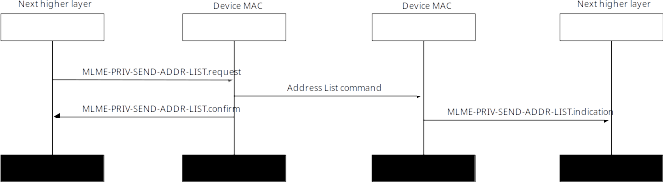 Next higher layer
Device MAC
Device MAC
Next higher layer
MLME-PRIV-SEND-ADDR-LIST.request
Address List command
MLME-PRIV-SEND-ADDR-LIST.confirm
MLME-PRIV-SEND-ADDR-LIST.indication